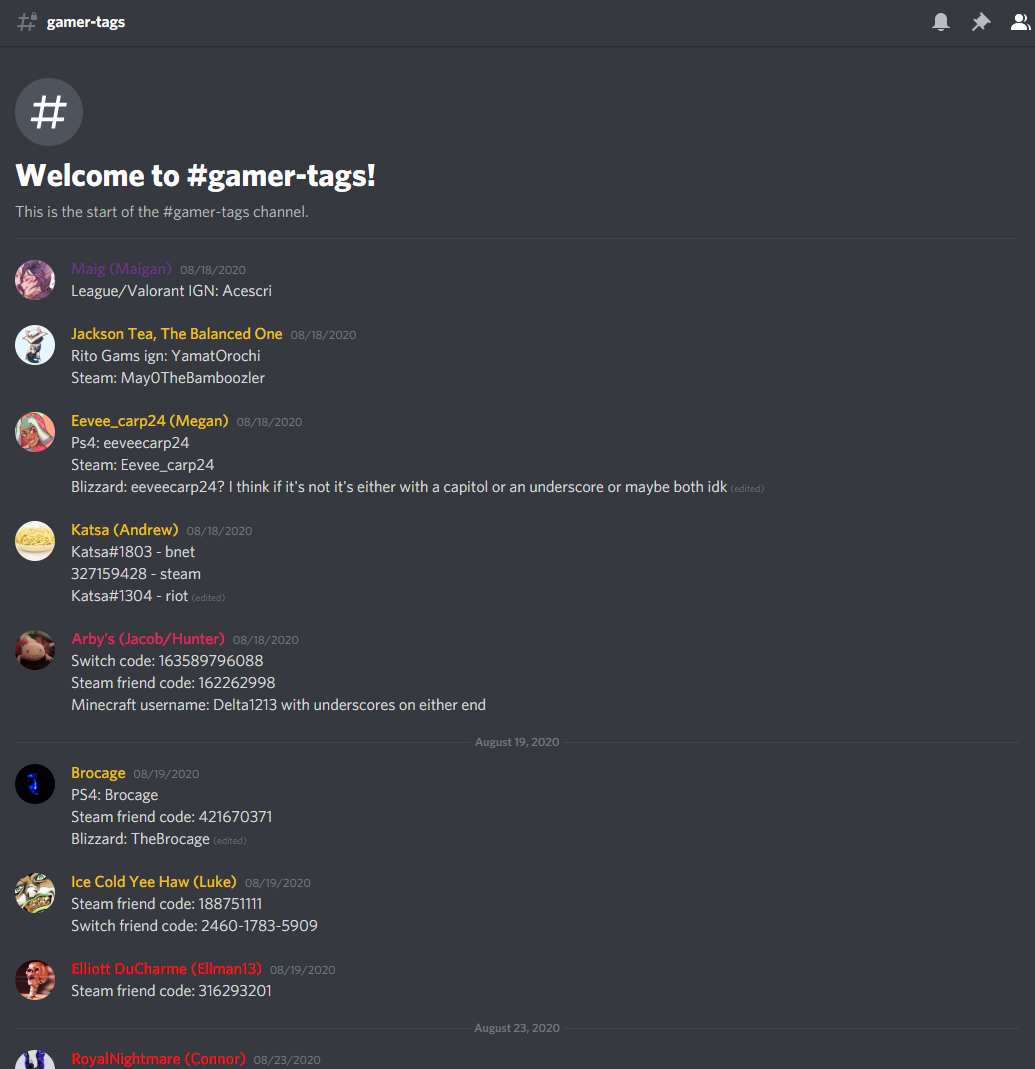 gamer-tags
Welcome to #gamer-tags!
This is the start of the #gamer-tags channel.
Maig (Maigan) 08/18/2020
League/Valorant IGN: Acescri
Jackson Tea, The Balanced One 08/18/2020
Rito Gams ign: YamatOrochi
Steam: May0TheBamboozler
Eevee_carp24 (Megan) 08/18/2020
Ps4: eeveecarp24
Steam: Eevee_carp24
Blizzard: eeveecarp24? I think if it's not it's either with a capitol or an underscore or maybe both idk (edited)
Katsa (Andrew) 08/18/2020
Katsa#1803 - bnet
327159428 - steam
Katsa#1304 - riot (edited)
Arby's (Jacob/Hunter) 08/18/2020
Switch code: 163589796088
Steam friend code: 162262998
Minecraft username: Delta1213 with underscores on either end
August 19, 2020
Brocage 08/19/2020
PS4: Brocage
Steam friend code: 421670371
Blizzard: TheBrocage (edited)
Ice Cold Yee Haw (Luke) 08/19/2020
Steam friend code: 188751111
Switch friend code: 2460-1783-5909
Elliott DuCharme (Ellman13) 08/19/2020
Steam friend code: 316293201
August 23, 2020
RoyalNightmare (Connor) 08/23/2020